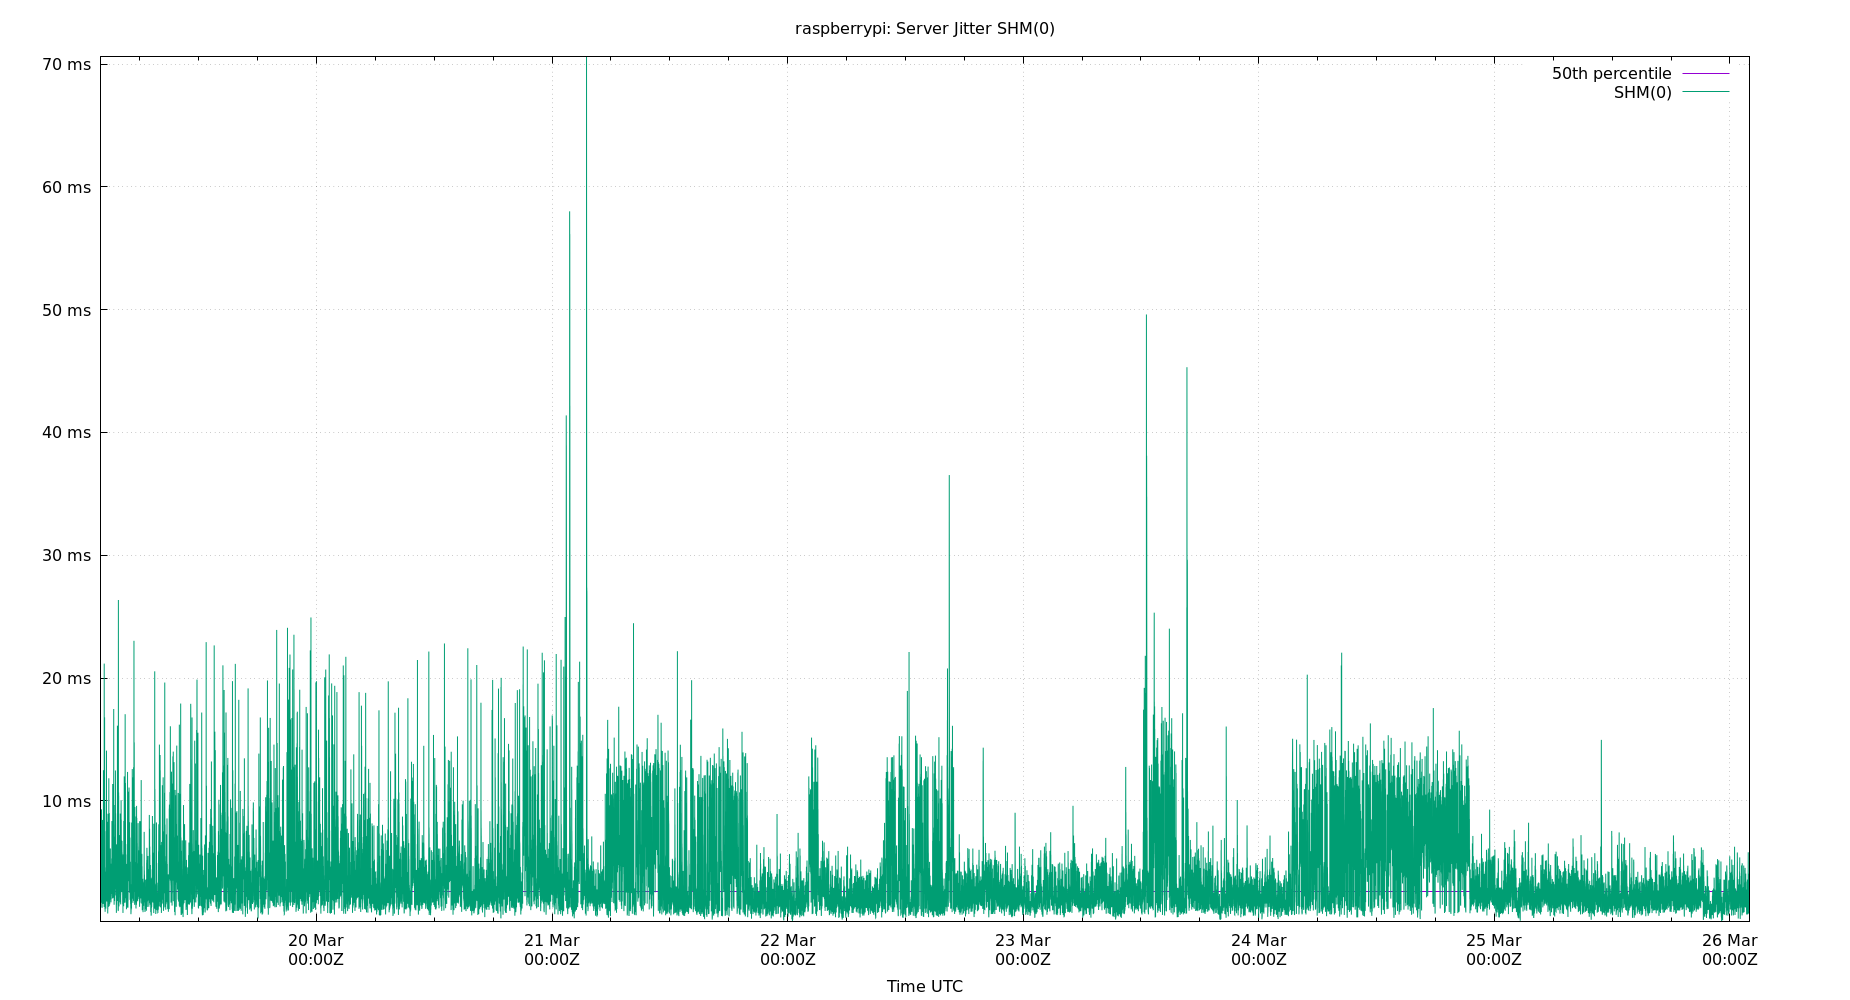 raspberrypi: Server Jitter SHM(0)
70 ms
60 ms
50 ms
40 ms
30 ms
20 ms
10 ms
50th percentile
SHM(0)
20 Mar
00:00Z
21 Mar
00:00Z
22 Mar
00:00Z
23 Mar
00:00Z
24 Mar
00:00Z
25 Mar
00:00Z
26 Mar
00:00Z
Time UTC